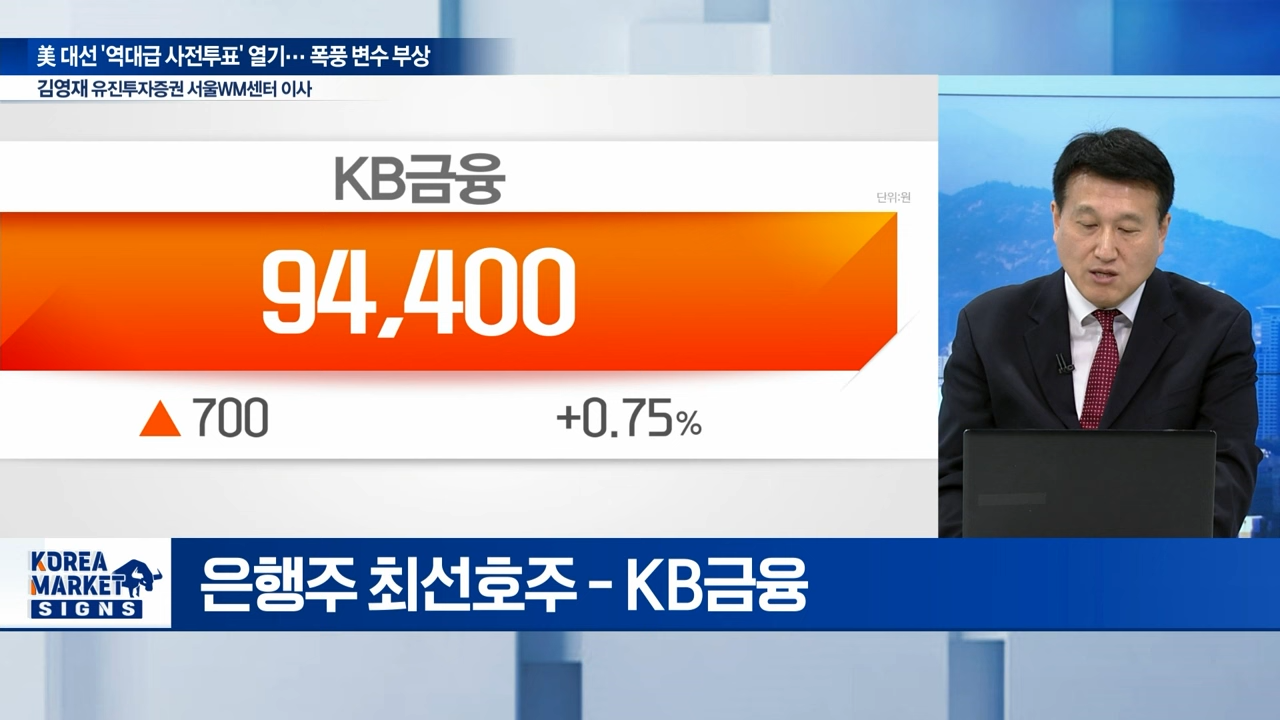 美 대선 '역대급 사전투표' 열기… 폭풍 변수 부상
김영재 유진투자증권 서울WM센터 이사
KB금융
단위:원
94,400
▲ 700
+0.75%
KOREA
MARKET
SIGNS
은행주 최선호주 - KB금융